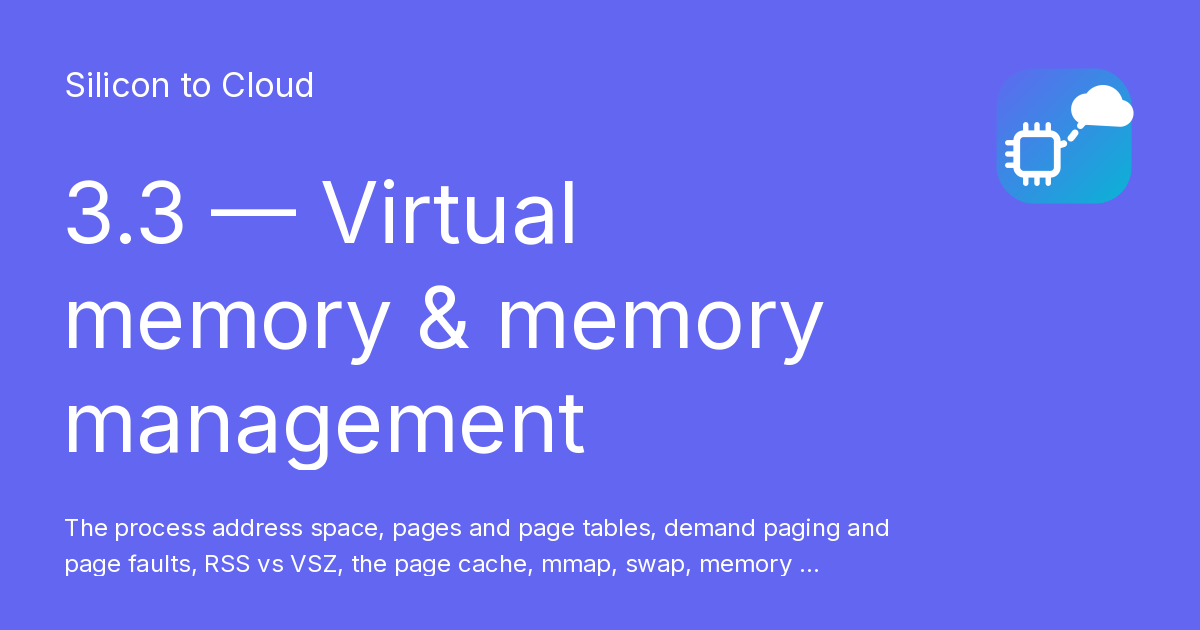 Silicon to Cloud
3.3 — Virtual
memory & memory
management
The process address space, pages and page tables, demand paging and
page faults, RSS vs VSZ, the page cache, mmap, swap, memory ...